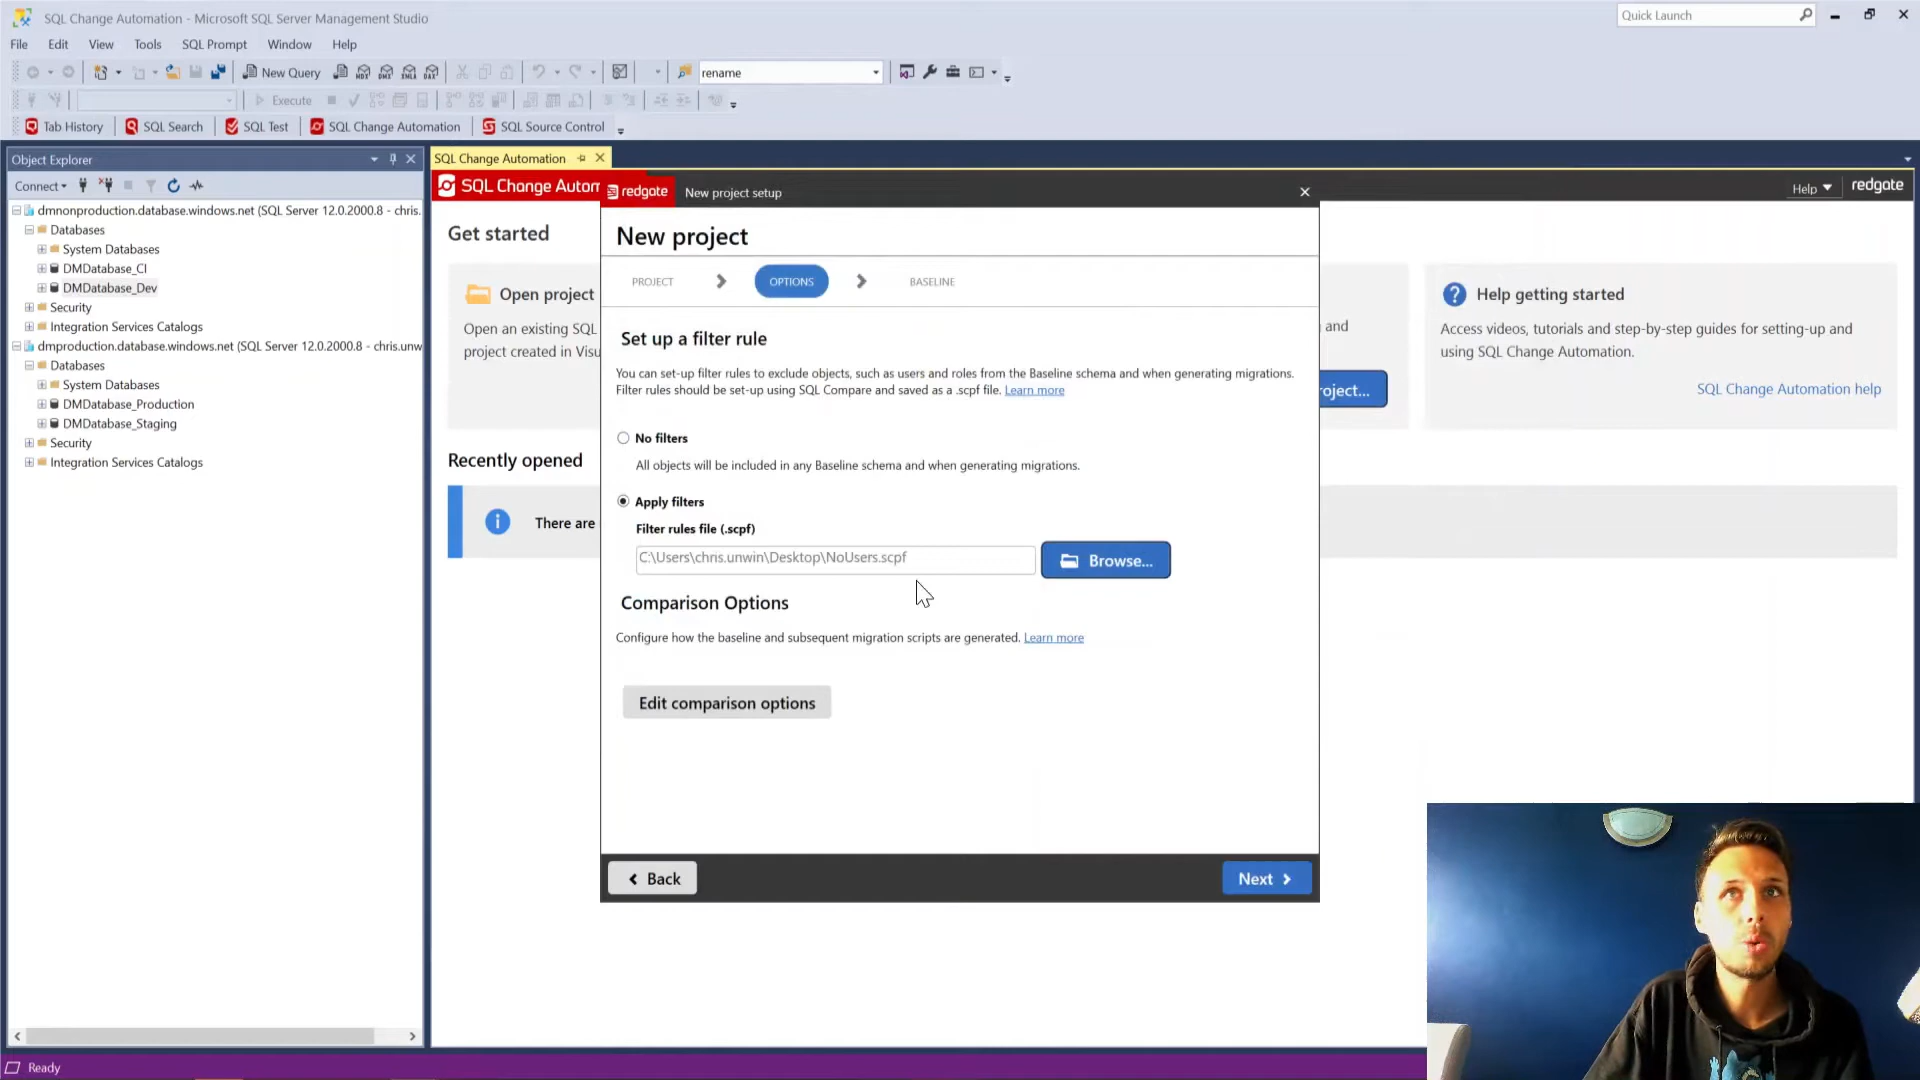 SQL Change Automation - Microsoft SQL Server Management Studio
Quick Launch
File Edit View Tools SQL Prompt Window Help
New Query
MDX DMX XMLA DAX
rename
Execute
Tab History SQL Search SQL Test SQL Change Automation SQL Source Control
Object Explorer
Connect
dmnonproduction.database.windows.net (SQL Server 12.0.2000.8 - chris.
Databases
System Databases
DMDatabase_CI
DMDatabase_Dev
Security
Integration Services Catalogs
dmproduction.database.windows.net (SQL Server 12.0.2000.8 - chris.unw
Databases
System Databases
DMDatabase_Production
DMDatabase_Staging
Security
Integration Services Catalogs
SQL Change Automation
SQL Change Autom
Help redgate
Get started
Open project
Open an existing SQL
project created in Visu
Recently opened
There are
redgate New project setup
New project
PROJECT OPTIONS BASELINE
Set up a filter rule
You can set-up filter rules to exclude objects, such as users and roles from the Baseline schema and when generating migrations.
Filter rules should be set-up using SQL Compare and saved as a .scpf file. Learn more
No filters
All objects will be included in any Baseline schema and when generating migrations.
Apply filters
Filter rules file (.scpf)
C:\Users\chris.unwin\Desktop\NoUsers.scpf
Browse...
Comparison Options
Configure how the baseline and subsequent migration scripts are generated. Learn more
Edit comparison options
Back
Next
and
oject...
Help getting started
Access videos, tutorials and step-by-step guides for setting-up and
using SQL Change Automation.
SQL Change Automation help
Ready